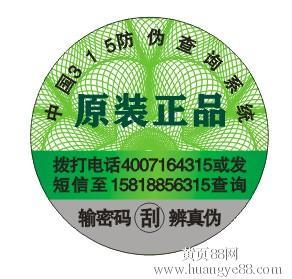 中国315防伪查询系统
原装正品
拨打电话4007164315或发
短信至15818856315查询
输密码 刮 辨真伪
黄页88网
www.huangye88.com